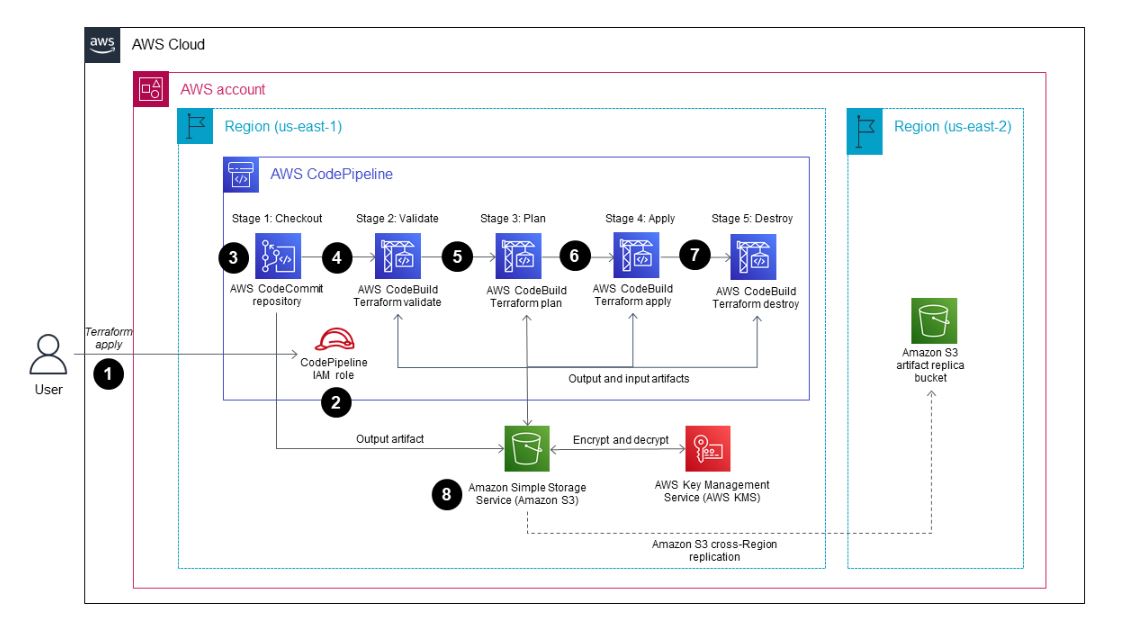 aws
AWS Cloud
AWS account
Region (us-east-1)
Region (us-east-2)
AWS CodePipeline
Stage 1: Checkout
Stage 2: Validate
Stage 3: Plan
Stage 4: Apply
Stage 5: Destroy
3
4
5
6
7
AWS CodeCommit
repository
AWS CodeBuild
Terraform validate
AWS CodeBuild
Terraform plan
AWS CodeBuild
Terraform apply
AWS CodeBuild
Terraform destroy
Terraform
apply
1
User
CodePipeline
IAM role
2
Output and input artifacts
Amazon S3
artifact replica
bucket
Output artifact
Encrypt and decrypt
8
Amazon Simple Storage
Service (Amazon S3)
AWS Key Management
Service (AWS KMS)
Amazon S3 cross-Region
replication